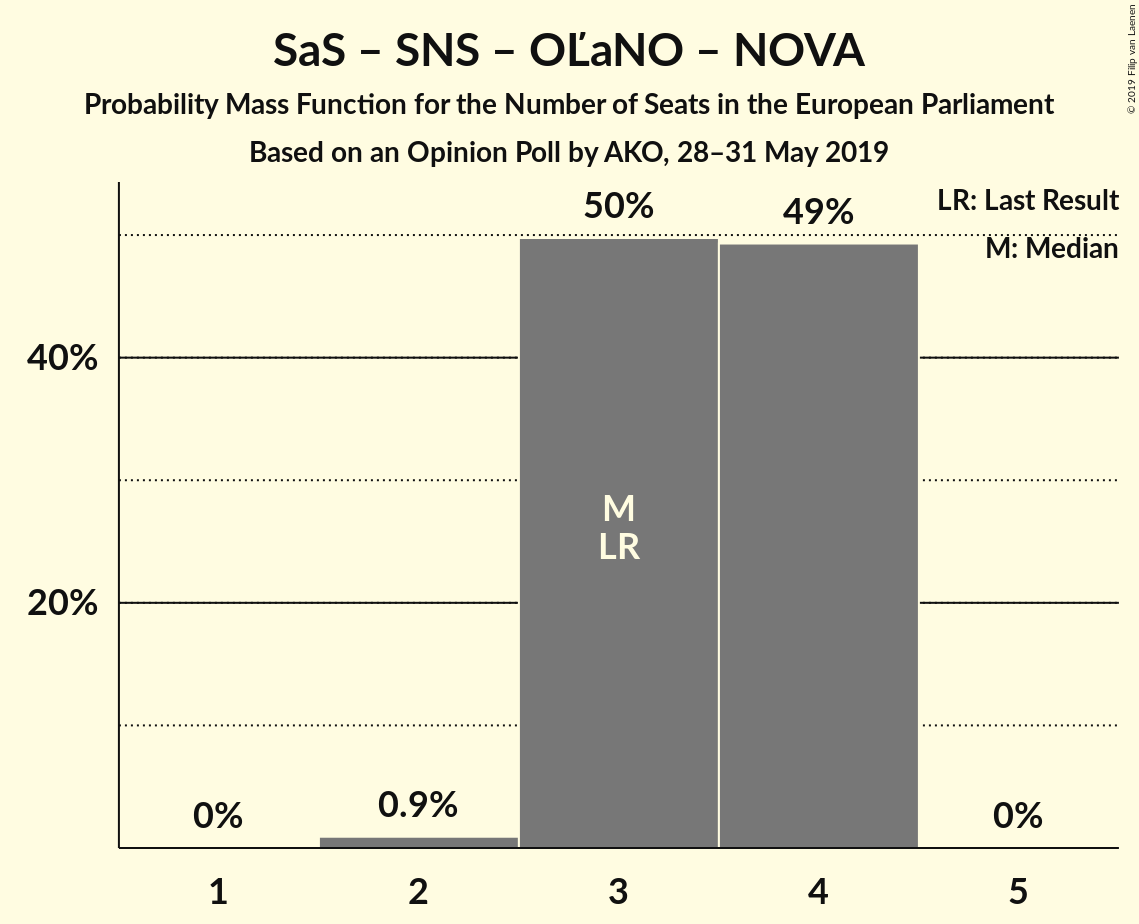 SaS – SNS – OĽaNO – NOVA
Probability Mass Function for the Number of Seats in the European Parliament
Based on an Opinion Poll by AKO, 28–31 May 2019
© 2019 Filip van Laenen
LR: Last Result
M: Median
50%
49%
40%
M
LR
20%
0%
0.9%
0%
1
2
3
4
5